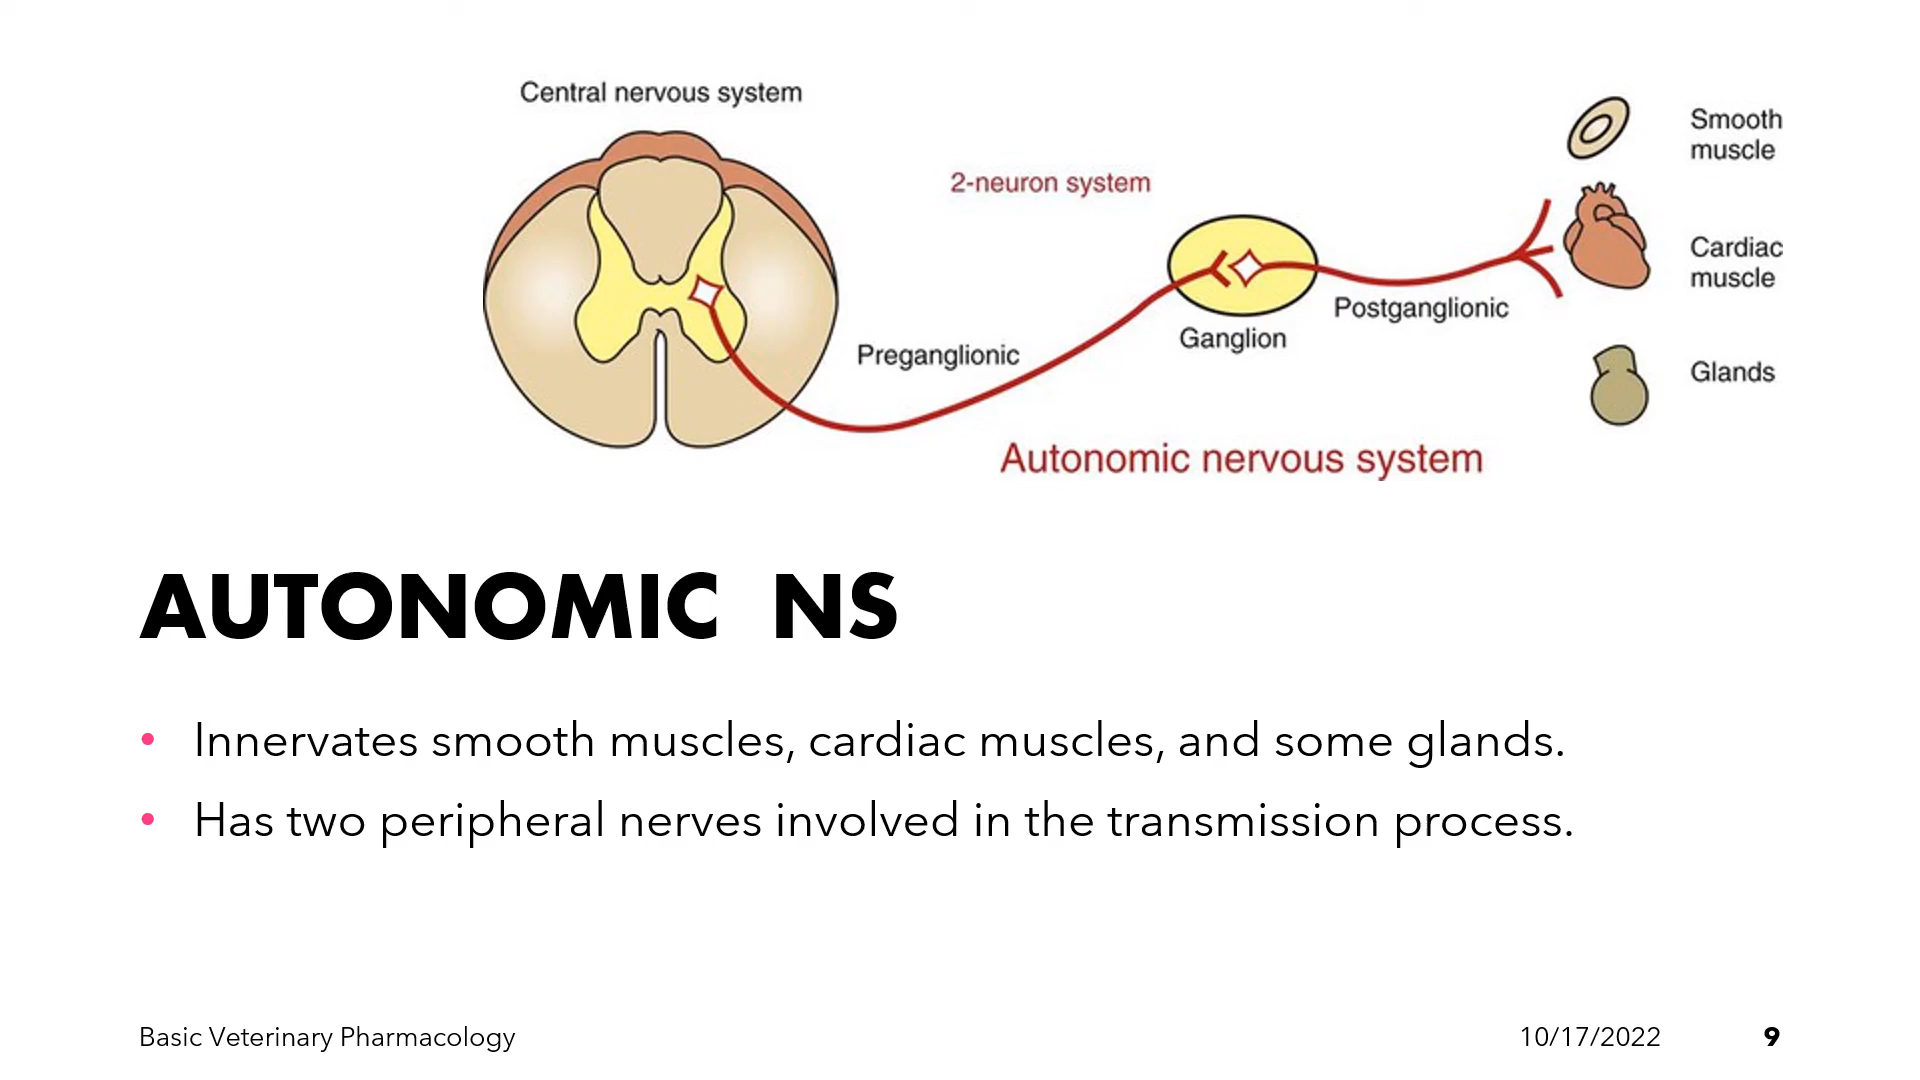 Central nervous system
2-neuron system
Smooth
muscle
Cardiac
muscle
Postganglionic
Ganglion
Preganglionic
Glands
Autonomic nervous system
AUTONOMIC NS
• Innervates smooth muscles, cardiac muscles, and some glands.
• Has two peripheral nerves involved in the transmission process.
Basic Veterinary Pharmacology
10/17/2022
9